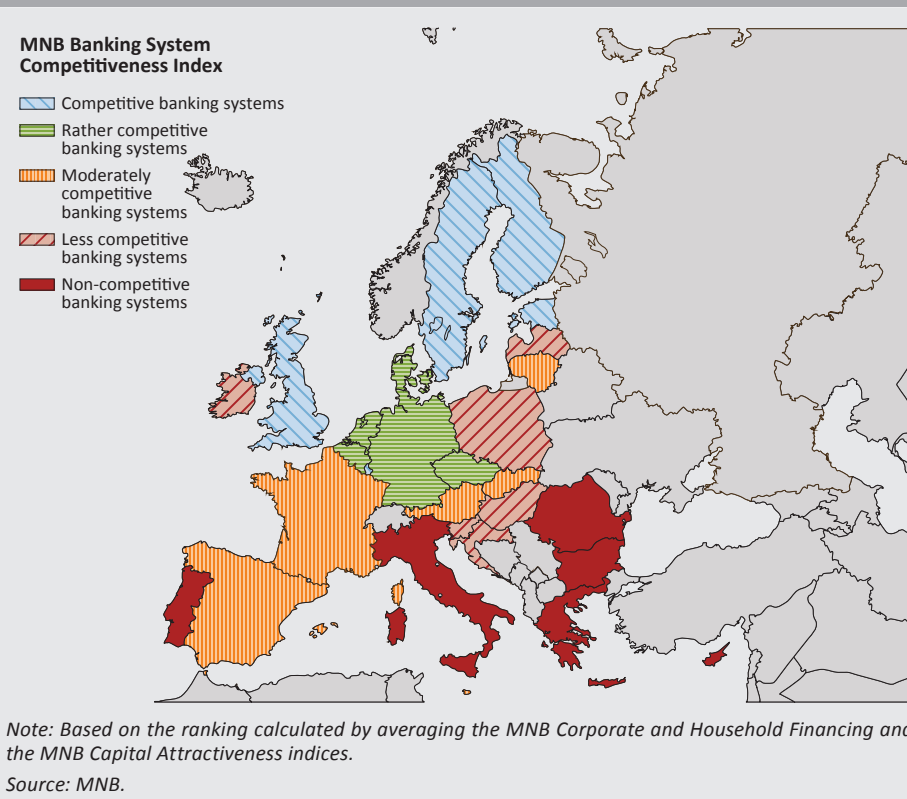 MNB Banking System
Competitiveness Index
Competitive banking systems
Rather competitive
banking systems
Moderately
competitive
banking systems
Less competitive
banking systems
Non-competitive
banking systems
Note: Based on the ranking calculated by averaging the MNB Corporate and Household Financing and
the MNB Capital Attractiveness indices.
Source: MNB.